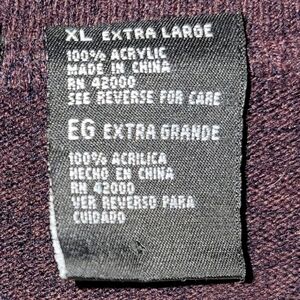 XL EXTRA LARGE
100% ACRYLIC
MADE IN CHINA
RN 42000
SEE REVERSE FOR CARE
EG EXTRA GRANDE
100% ACRILICA
HECHO EN CHINA
RM 42000
VER REVERSO PARA
CUIDADO